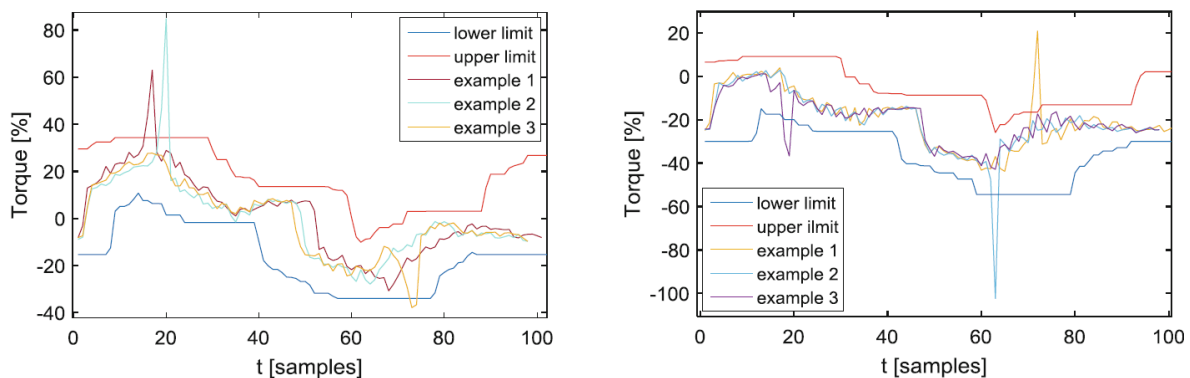 80
60
40
20
0
-20
-40
Torque [%]
0 20 40 60 80 100
t [samples]
lower limit
upper limit
example 1
example 2
example 3
20
0
-20
-40
-60
-80
-100
Torque [%]
0 20 40 60 80 100
t [samples]
lower limit
upper ilmit
example 1
example 2
example 3